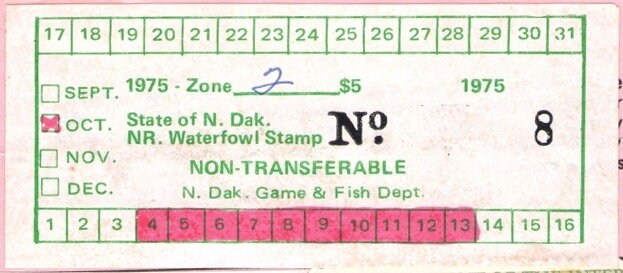 17 18 19 20 21 22 23 24 25 26 27 28 29 30 31
SEPT. 1975 - Zone 2 $5 1975
OCT. State of N. Dak.
NR. Waterfowl Stamp Nº 8
NOV. NON-TRANSFERABLE
DEC. N. Dak. Game & Fish Dept.
1 2 3 4 5 6 7 8 9 10 11 12 13 14 15 16